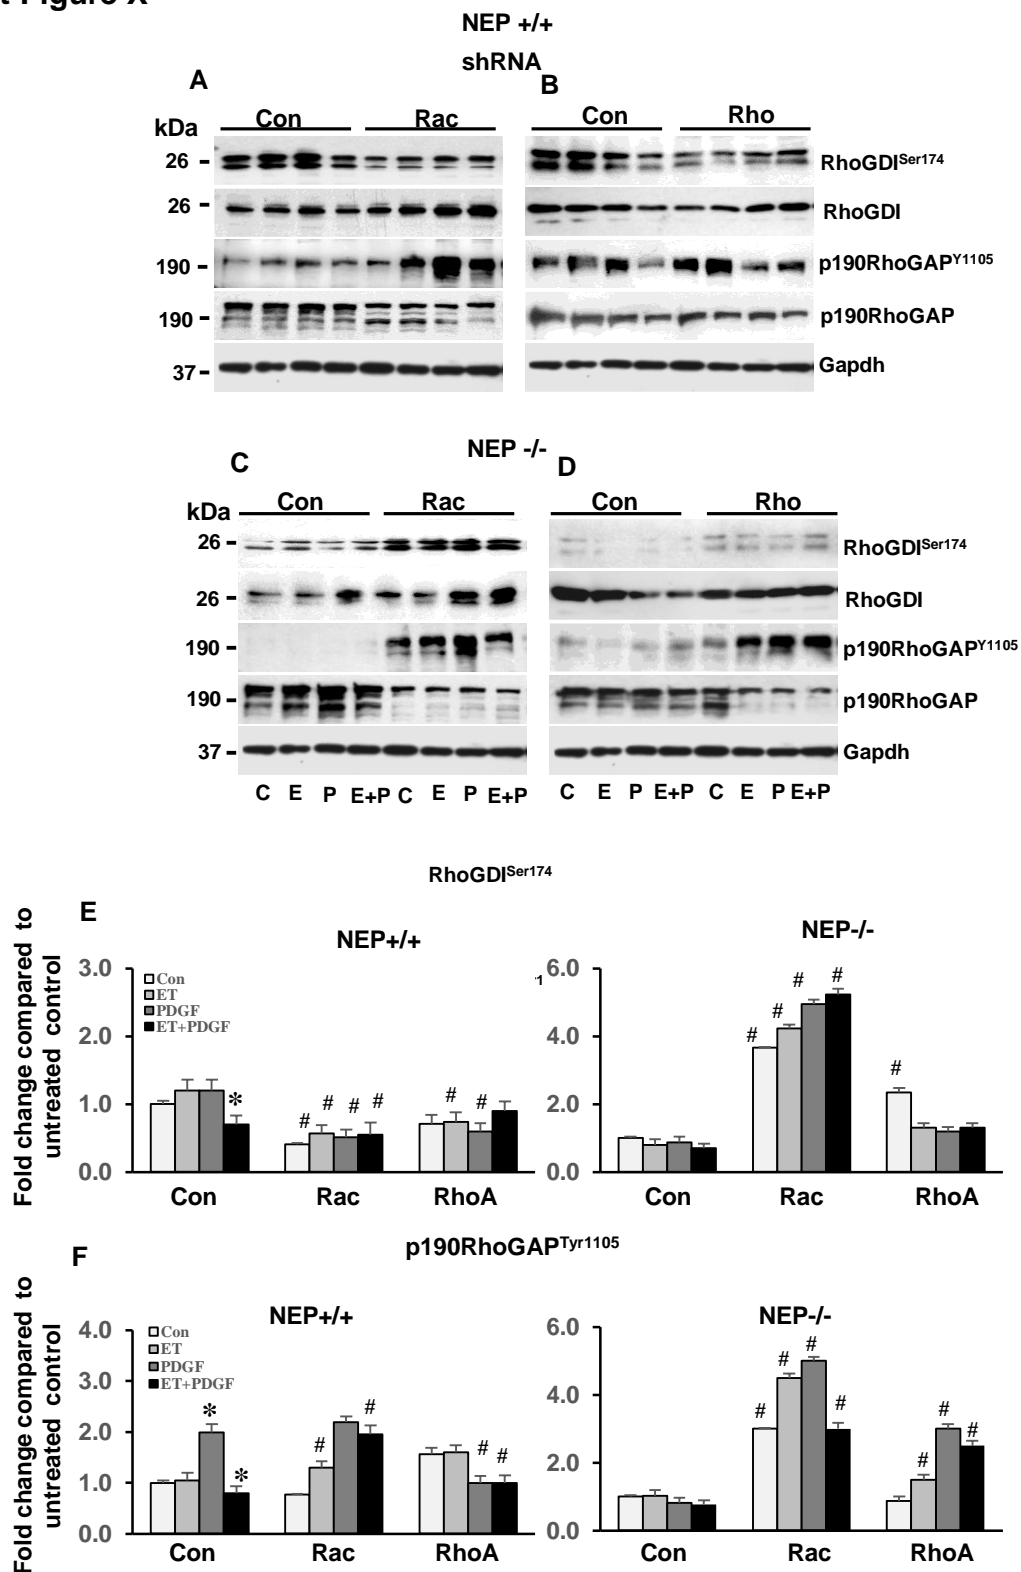 t Figure X
NEP +/+
shRNA
A
B
Con
Rac
Con
Rho
kDa
26
RhoGDISer174
26
RhoGDI
190
p190RhoGAPY1105
190
p190RhoGAP
37
Gapdh
NEP -/-
C
D
Con
Rac
Con
Rho
kDa
26
RhoGDISer174
26
RhoGDI
190
p190RhoGAPY1105
190
p190RhoGAP
37
Gapdh
C E P E+P C E P E+P C E P E+P C E P E+P
RhoGDISer174
E
Fold change compared to
untreated control
NEP+/+
3.0
2.0
1.0
0.0
Con
ET
PDGF
ET+PDGF
*
# # # #
# #
Con Rac RhoA
NEP-/-
6.0
4.0
2.0
0.0
# # # #
#
Con Rac RhoA
p190RhoGAPTyr1105
F
Fold change compared to
untreated control
NEP+/+
4.0
3.0
2.0
1.0
0.0
Con
ET
PDGF
ET+PDGF
* *
# #
# #
Con Rac RhoA
NEP-/-
6.0
4.0
2.0
0.0
# # # #
# # #
Con Rac RhoA